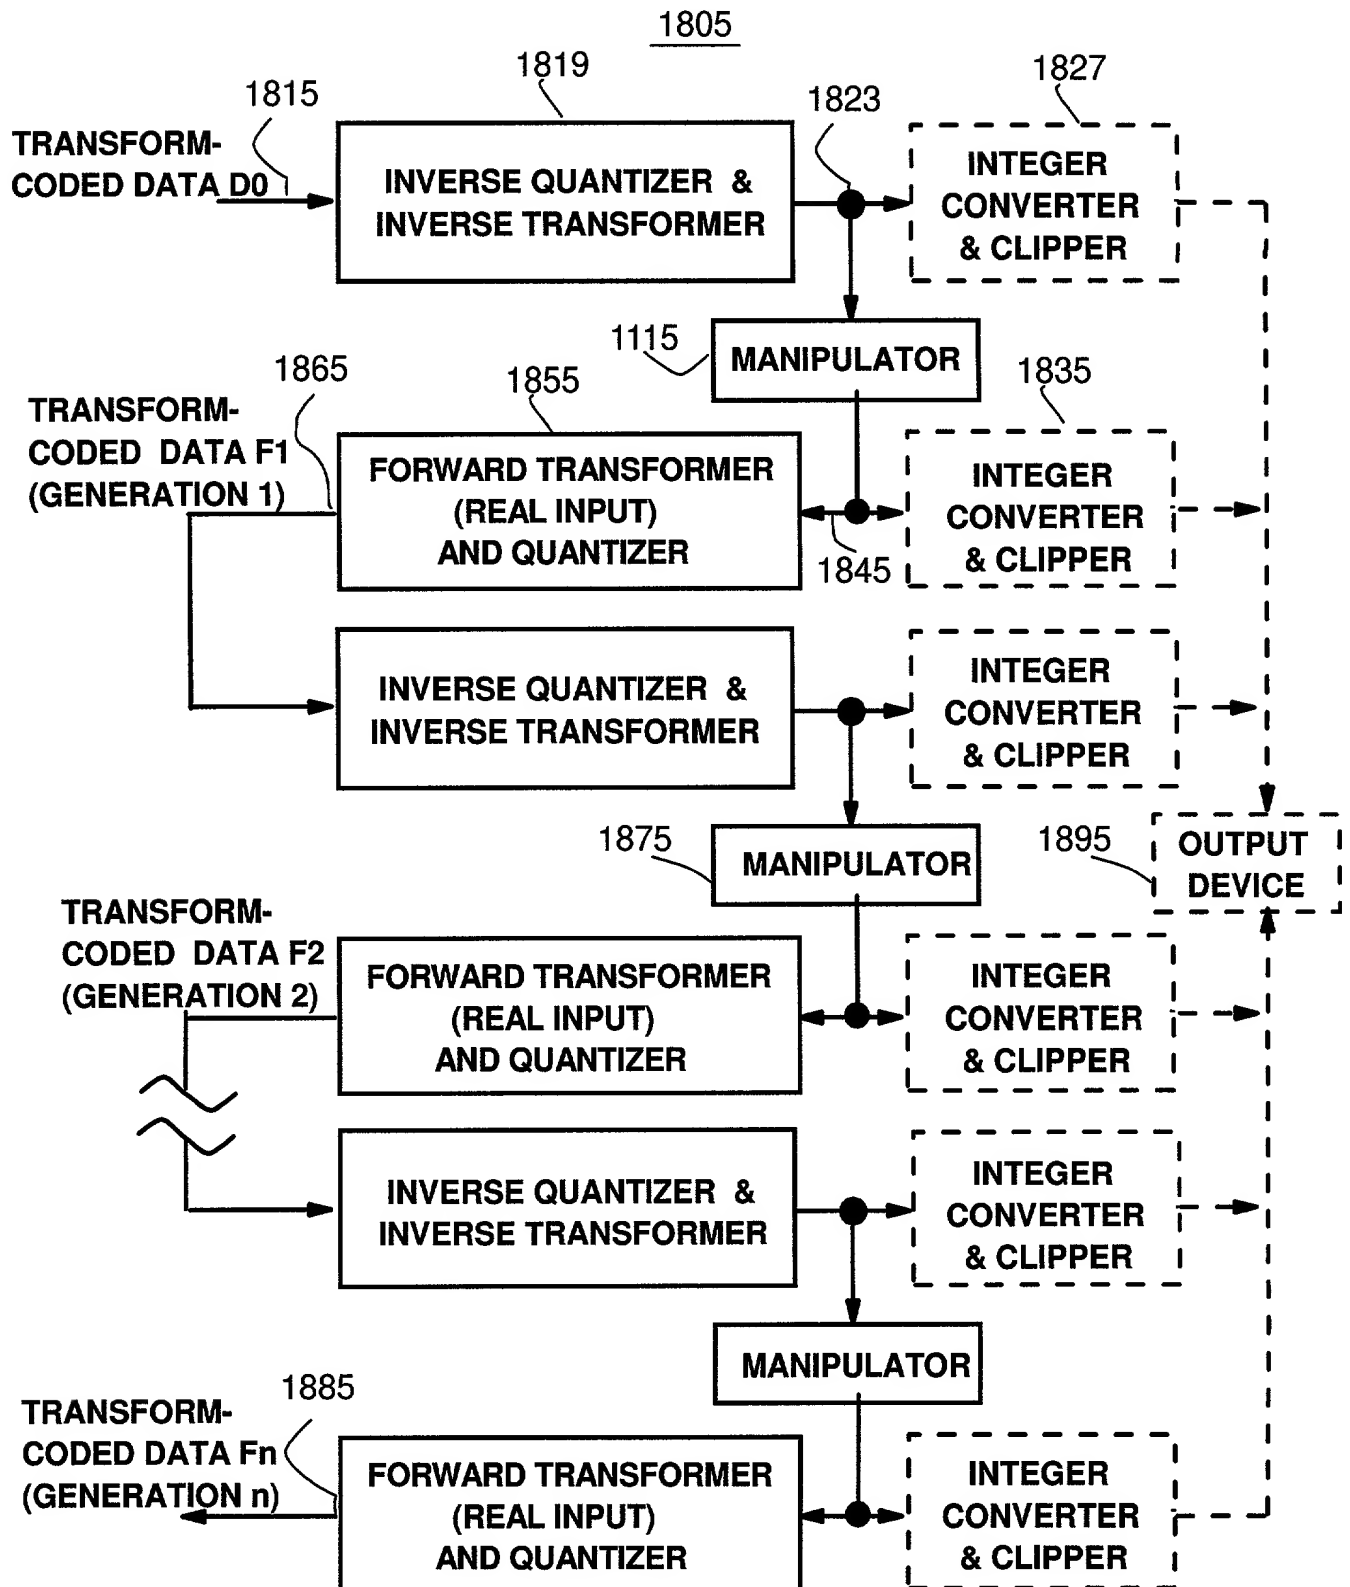 1805
1815
1819
1823
1827
TRANSFORM-
CODED DATA D0
INVERSE QUANTIZER &
INVERSE TRANSFORMER
INTEGER
CONVERTER
& CLIPPER
1115
MANIPULATOR
1865
1855
1835
TRANSFORM-
CODED DATA F1
(GENERATION 1)
FORWARD TRANSFORMER
(REAL INPUT)
AND QUANTIZER
1845
INTEGER
CONVERTER
& CLIPPER
INVERSE QUANTIZER &
INVERSE TRANSFORMER
INTEGER
CONVERTER
& CLIPPER
1875
MANIPULATOR
1895
OUTPUT
DEVICE
TRANSFORM-
CODED DATA F2
(GENERATION 2)
FORWARD TRANSFORMER
(REAL INPUT)
AND QUANTIZER
INTEGER
CONVERTER
& CLIPPER
INVERSE QUANTIZER &
INVERSE TRANSFORMER
INTEGER
CONVERTER
& CLIPPER
MANIPULATOR
1885
TRANSFORM-
CODED DATA Fn
(GENERATION n)
FORWARD TRANSFORMER
(REAL INPUT)
AND QUANTIZER
INTEGER
CONVERTER
& CLIPPER